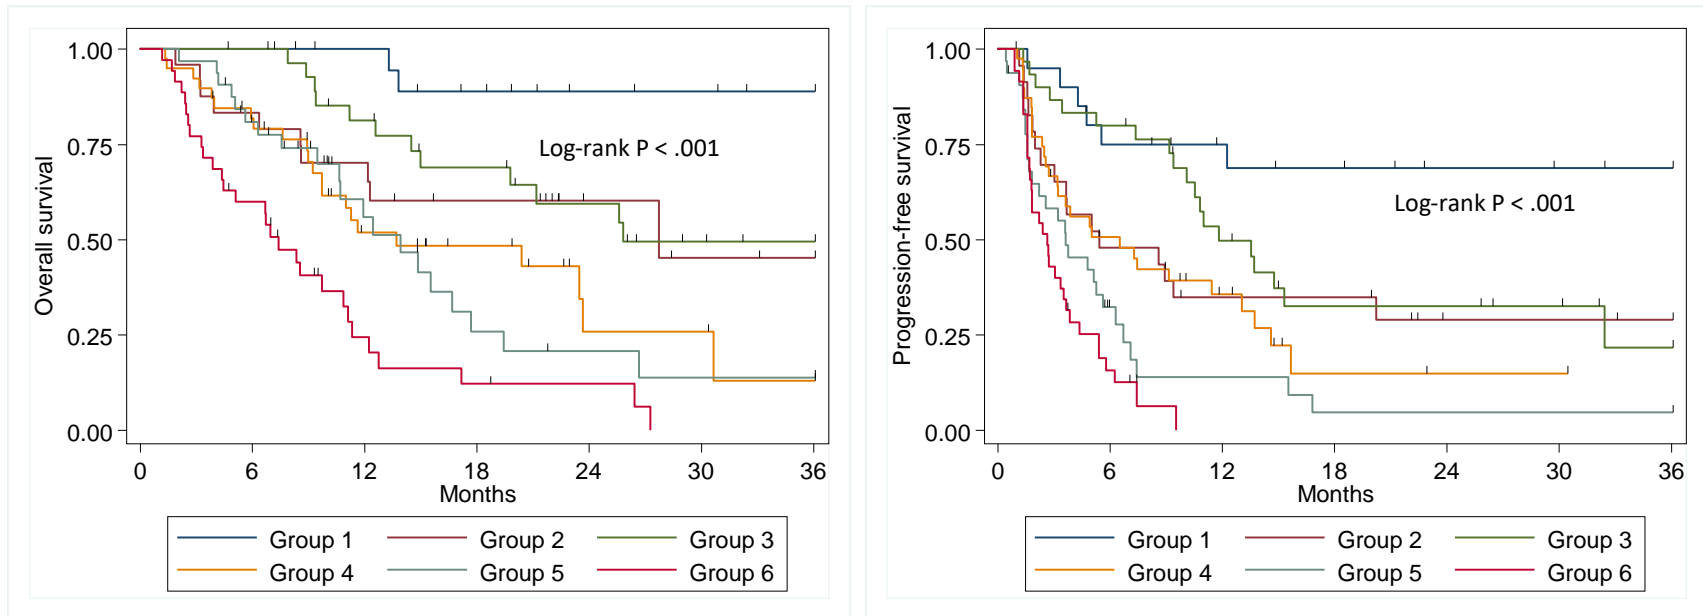 Overall survival
1.00
0.75
0.50
0.25
0.00
Log-rank P < .001
0 6 12 18 24 30 36
Months
Group 1 Group 2 Group 3
Group 4 Group 5 Group 6
Progression-free survival
1.00
0.75
0.50
0.25
0.00
Log-rank P < .001
0 6 12 18 24 30 36
Months
Group 1 Group 2 Group 3
Group 4 Group 5 Group 6